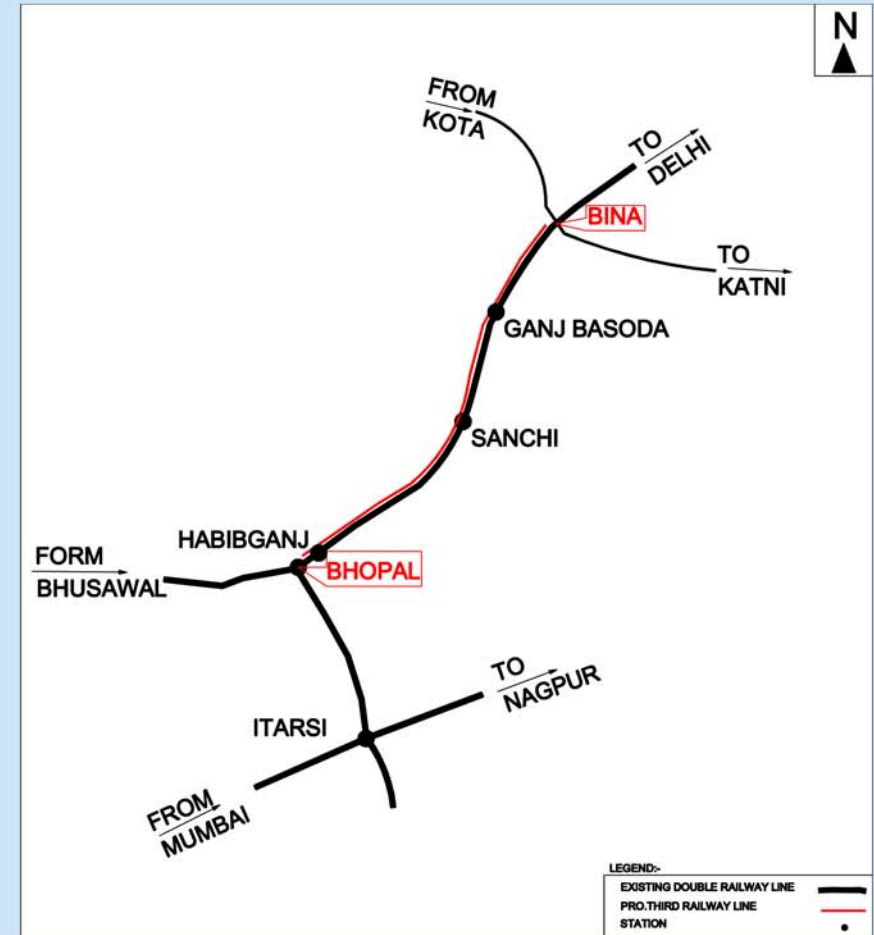 N
FROM
KOTA
TO
DELHI
BINA
TO
KATNI
GANJ BASODA
SANCHI
HABIBGANJ
FORM
BHUSAWAL
BHOPAL
TO
NAGPUR
ITARSI
FROM
MUMBAI
LEGEND:-
EXISTING DOUBLE RAILWAY LINE
PRO.THIRD RAILWAY LINE
STATION